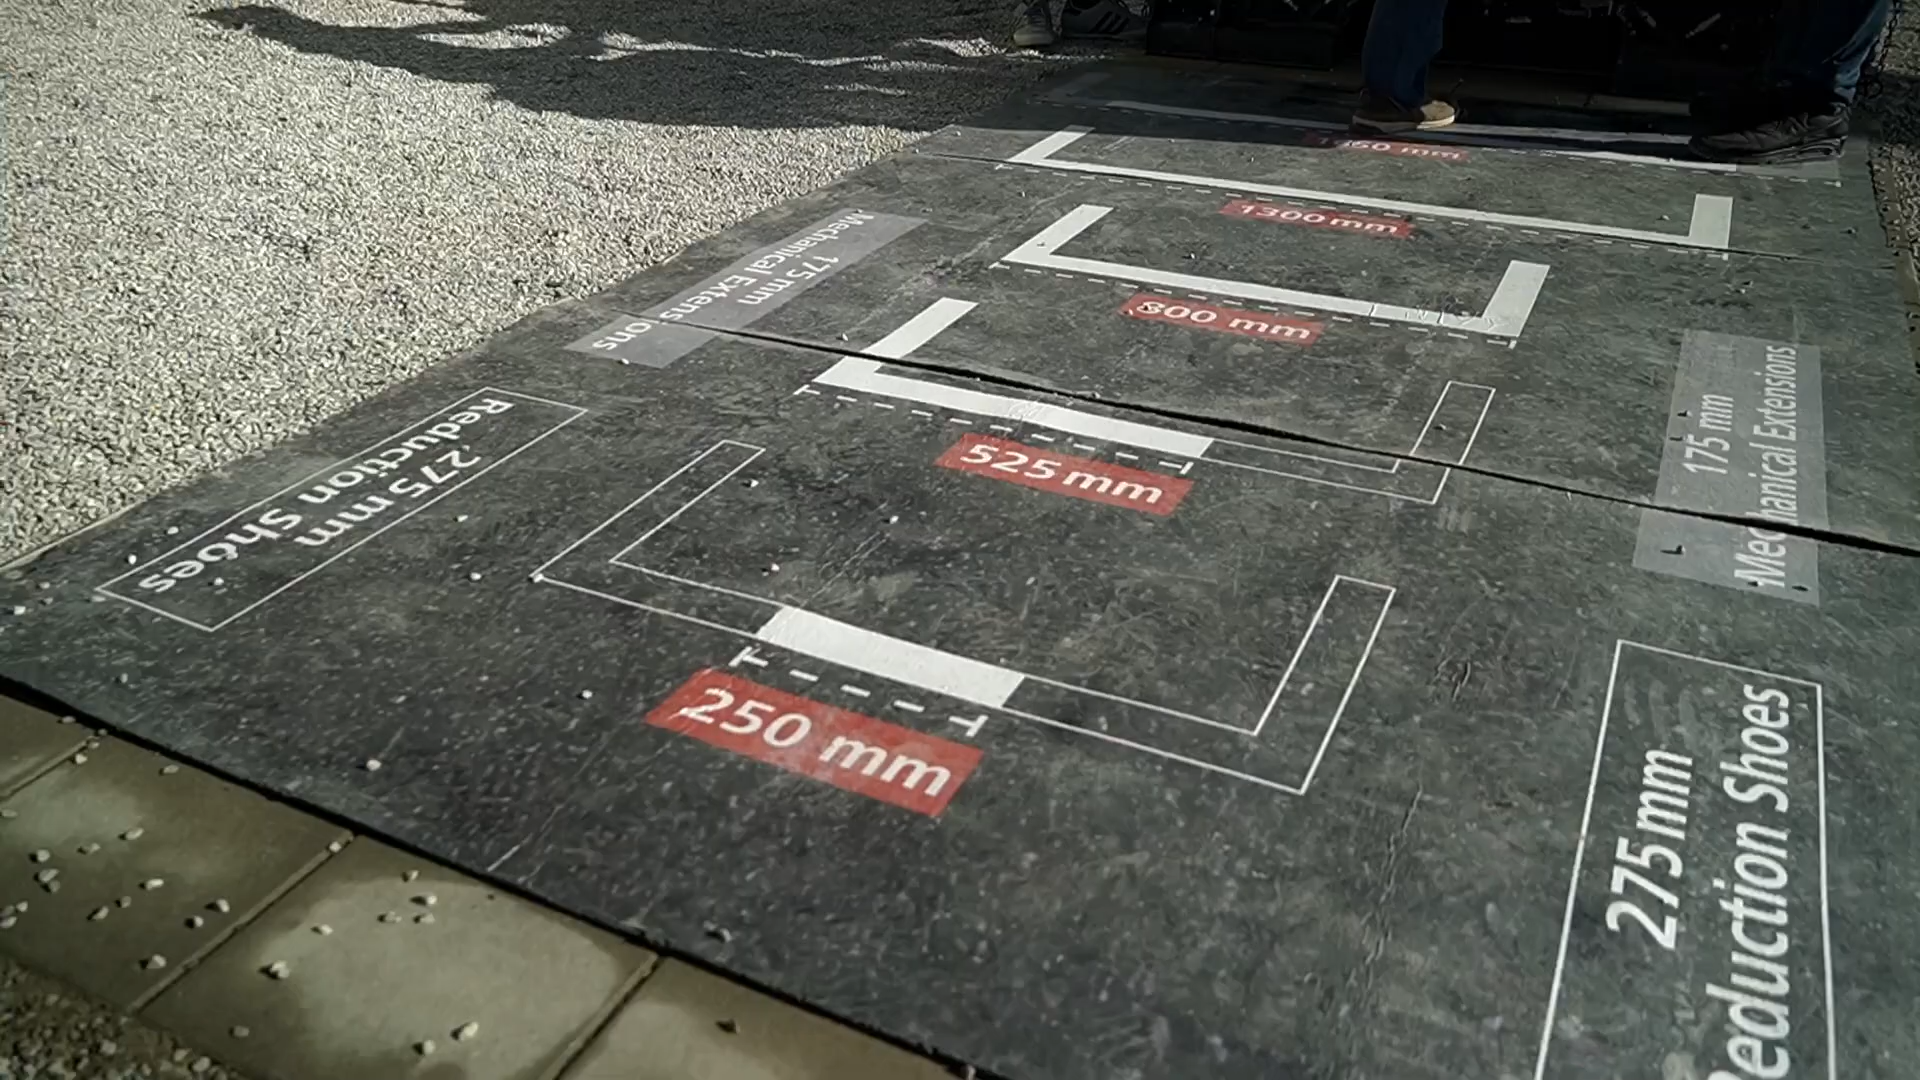 1300 mm
800 mm
175 mm
Mechanical Extensions
175 mm
Mechanical Extensions
525 mm
275 mm
Reduction Shoes
250 mm
275 mm
Reduction Shoes